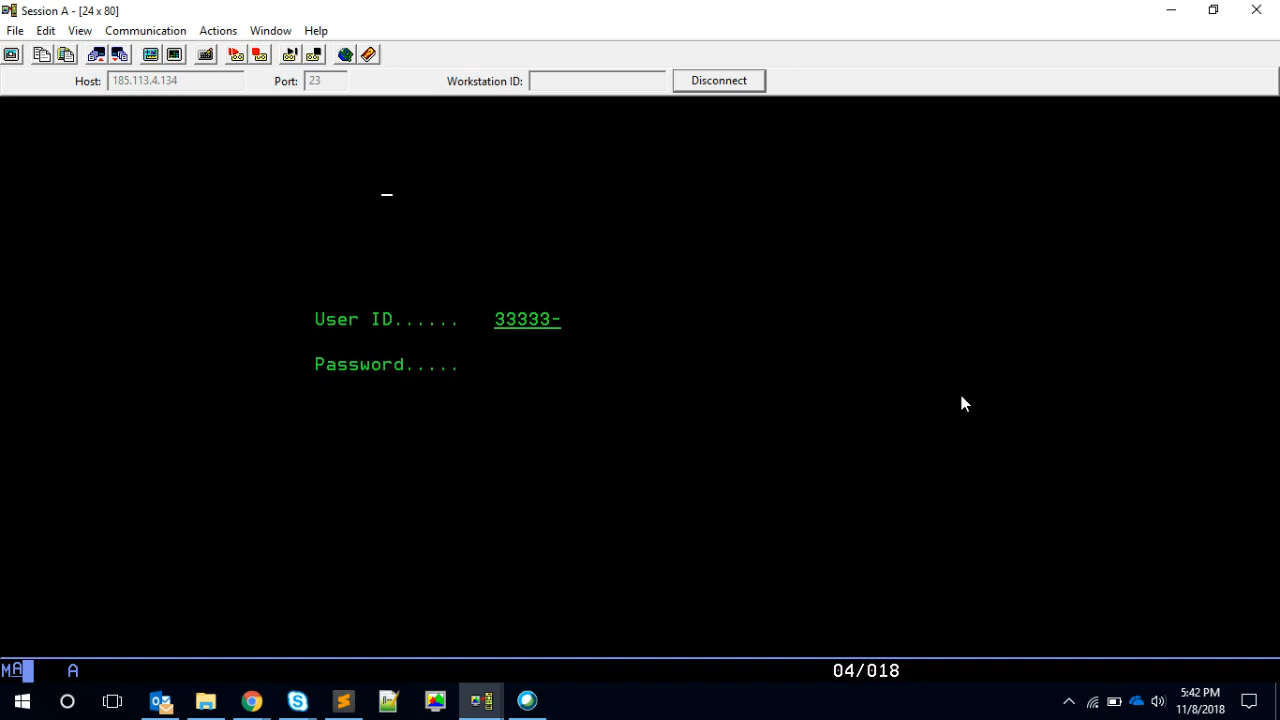 Session A - [24 x 80]
File Edit View Communication Actions Window Help
Host: 185.113.4.134 Port: 23 Workstation ID: Disconnect
User ID...... 33333-
Password.....
MA A 04/018
5:42 PM
11/8/2018